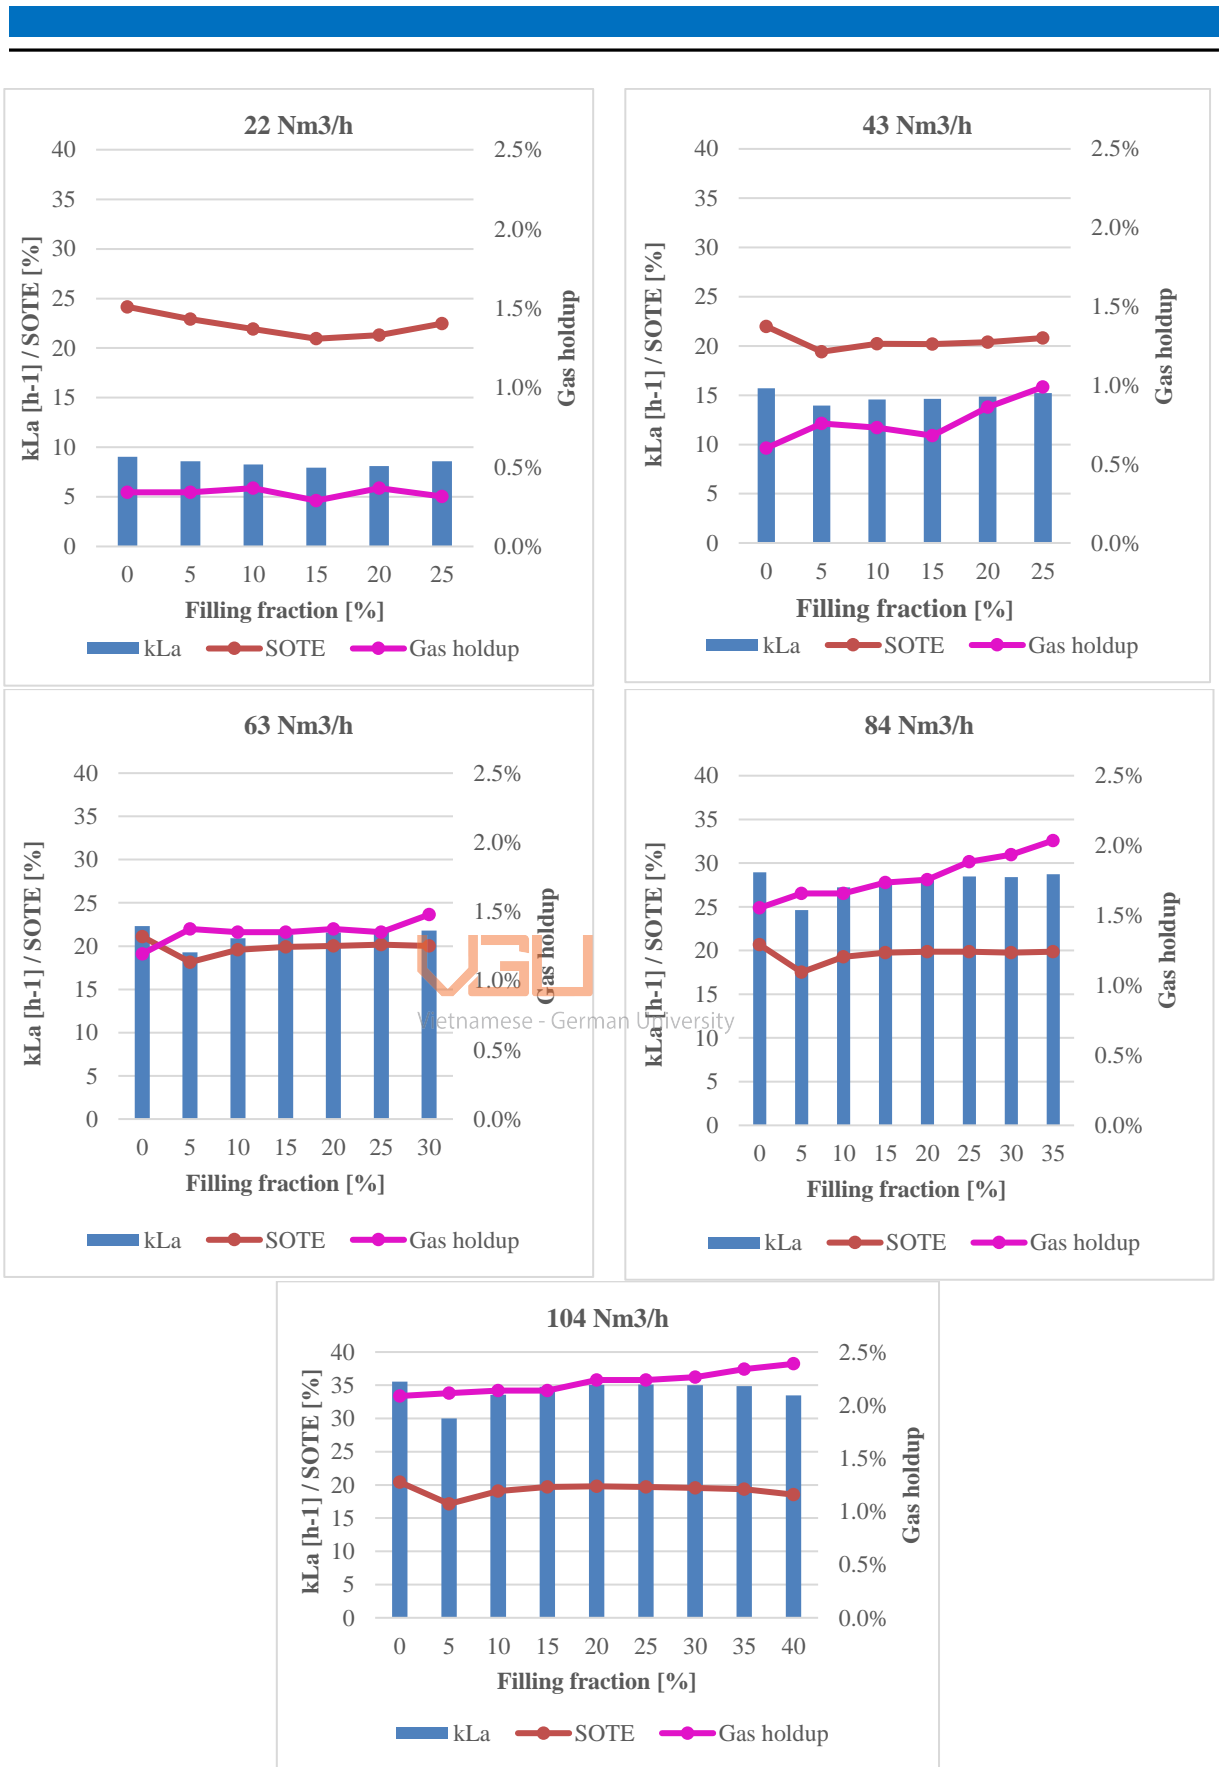 22 Nm3/h
40
35
30
25
20
15
10
5
0
kLa [h-1] / SOTE [%]
2.5%
2.0%
1.5%
1.0%
0.5%
0.0%
Gas holdup
0 5 10 15 20 25
Filling fraction [%]
kLa SOTE Gas holdup
43 Nm3/h
40
35
30
25
20
15
10
5
0
kLa [h-1] / SOTE [%]
2.5%
2.0%
1.5%
1.0%
0.5%
0.0%
Gas holdup
0 5 10 15 20 25
Filling fraction [%]
kLa SOTE Gas holdup
63 Nm3/h
40
35
30
25
20
15
10
5
0
kLa [h-1] / SOTE [%]
2.5%
2.0%
1.5%
1.0%
0.5%
0.0%
Gas holdup
0 5 10 15 20 25 30
Filling fraction [%]
kLa SOTE Gas holdup
VGU
Vietnamese - German University
84 Nm3/h
40
35
30
25
20
15
10
5
0
kLa [h-1] / SOTE [%]
2.5%
2.0%
1.5%
1.0%
0.5%
0.0%
Gas holdup
0 5 10 15 20 25 30 35
Filling fraction [%]
kLa SOTE Gas holdup
104 Nm3/h
40
35
30
25
20
15
10
5
0
kLa [h-1] / SOTE [%]
2.5%
2.0%
1.5%
1.0%
0.5%
0.0%
Gas holdup
0 5 10 15 20 25 30 35 40
Filling fraction [%]
kLa SOTE Gas holdup